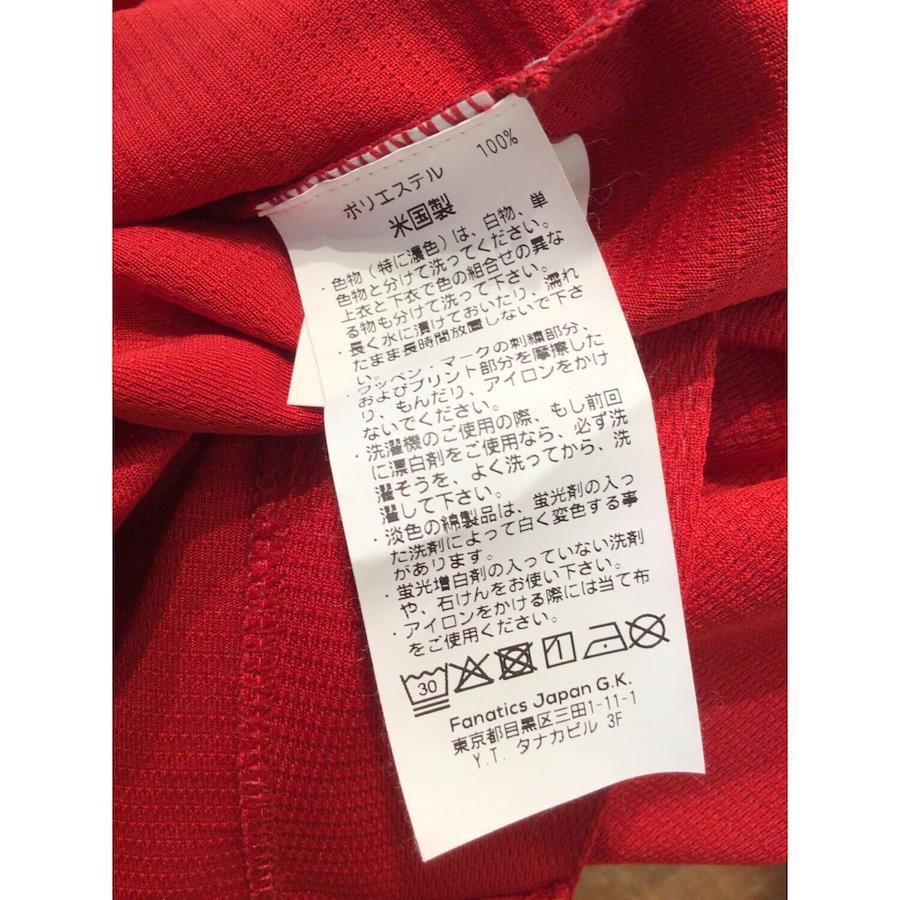 ポリエステル 100%
米国製
・色物（特に濃色）は、白物、単
色物と分けて洗ってください。
上衣と下衣で色の組合せの異な
る物も分けて洗って下さい。
・長く水に漬けておいたり、濡れ
たまま長時間放置しないで下さ
い。
・ワッペン・マークの刺繍部分、
およびプリント部分を摩擦した
り、もんだり、アイロンをかけ
ないでください。
・洗濯機のご使用の際、もし前回
に漂白剤をご使用なら、必ず洗
濯そうを、よく洗ってから、洗
濯して下さい。
・淡色の綿製品は、蛍光剤の入っ
た洗剤によって白く変色する事
があります。
・蛍光増白剤の入っていない洗剤
や、石けんをお使い下さい。
・アイロンをかける際には当て布
をご使用ください。
30
Fanatics Japan G.K.
東京都目黒区三田1-11-1
Y.T. タナカビル 3F